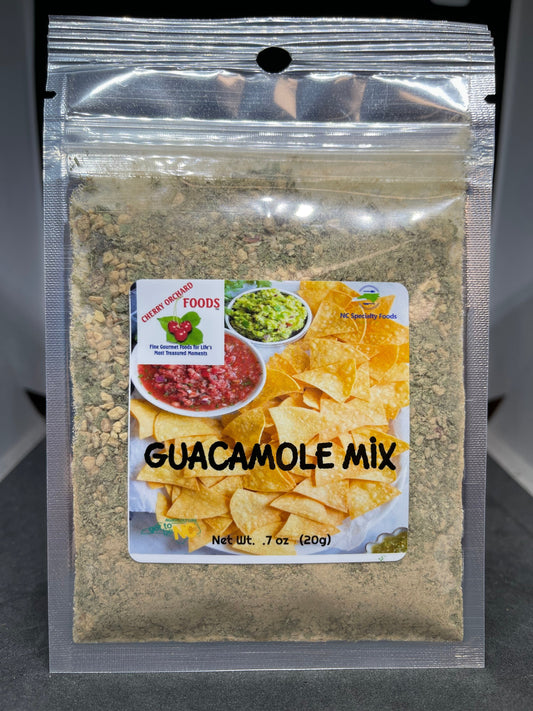 CHERRY ORCHARD
FOODS
Fine Gourmet Foods for Life's
Most Treasured Moments
NC Specialty Foods
GUACAMOLE MiX
to
Net Wt. .7 oz (20g)